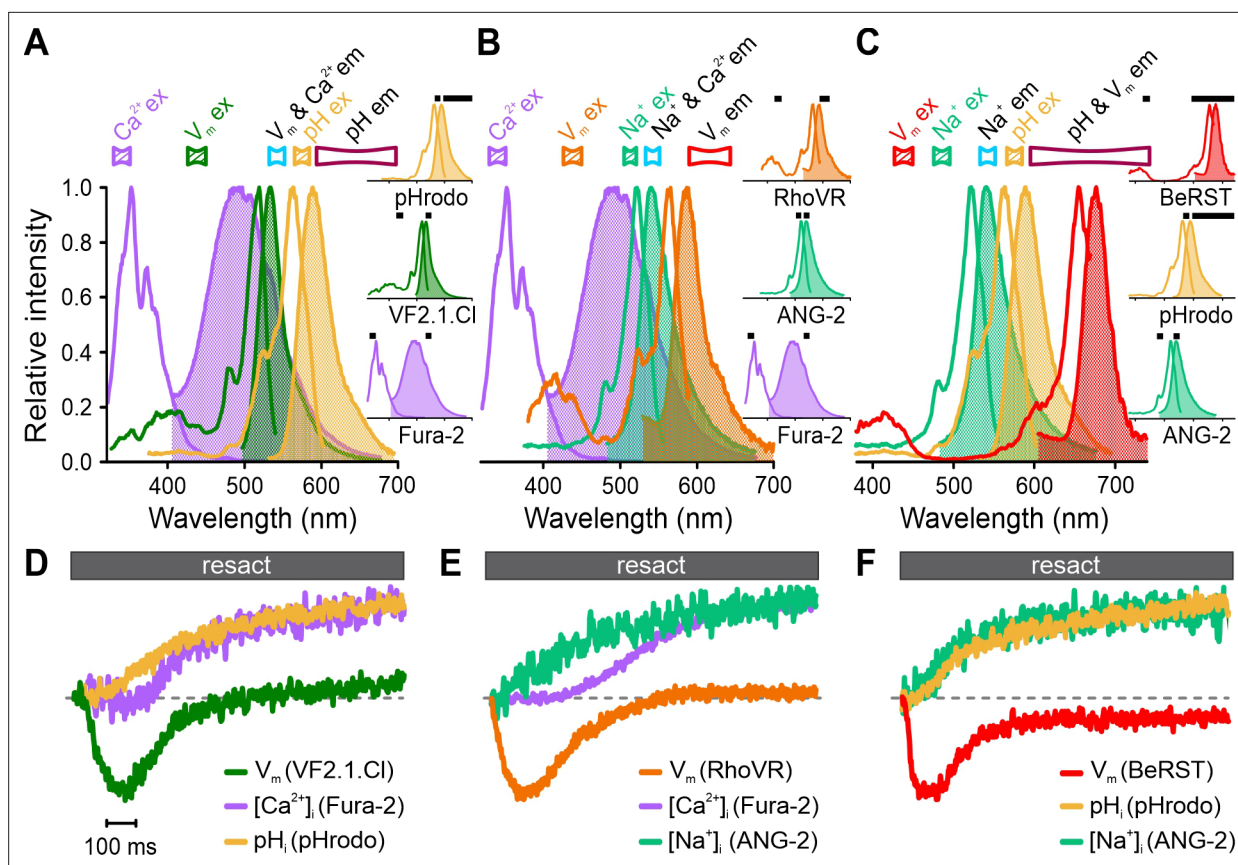 A
B
C
Ca²⁺ ex
Vₘ ex
Vₘ & Ca²⁺ em
pH ex
pH em
Ca²⁺ ex
Vₘ ex
Na⁺ ex
Na⁺ & Ca²⁺ em
Vₘ em
Vₘ ex
Na⁺ ex
Na⁺ em
pH ex
pH & Vₘ em
pHrodo
VF2.1.Cl
Fura-2
RhoVR
ANG-2
Fura-2
BeRST
pHrodo
ANG-2
Relative intensity
1.0
0.8
0.6
0.4
0.2
0.0
400 500 600 700
400 500 600 700
400 500 600 700
Wavelength (nm)
Wavelength (nm)
Wavelength (nm)
D
resact
Vₘ (VF2.1.Cl)
[Ca²⁺]ᵢ (Fura-2)
pHᵢ (pHrodo)
100 ms
E
resact
Vₘ (RhoVR)
[Ca²⁺]ᵢ (Fura-2)
[Na⁺]ᵢ (ANG-2)
F
resact
Vₘ (BeRST)
pHᵢ (pHrodo)
[Na⁺]ᵢ (ANG-2)